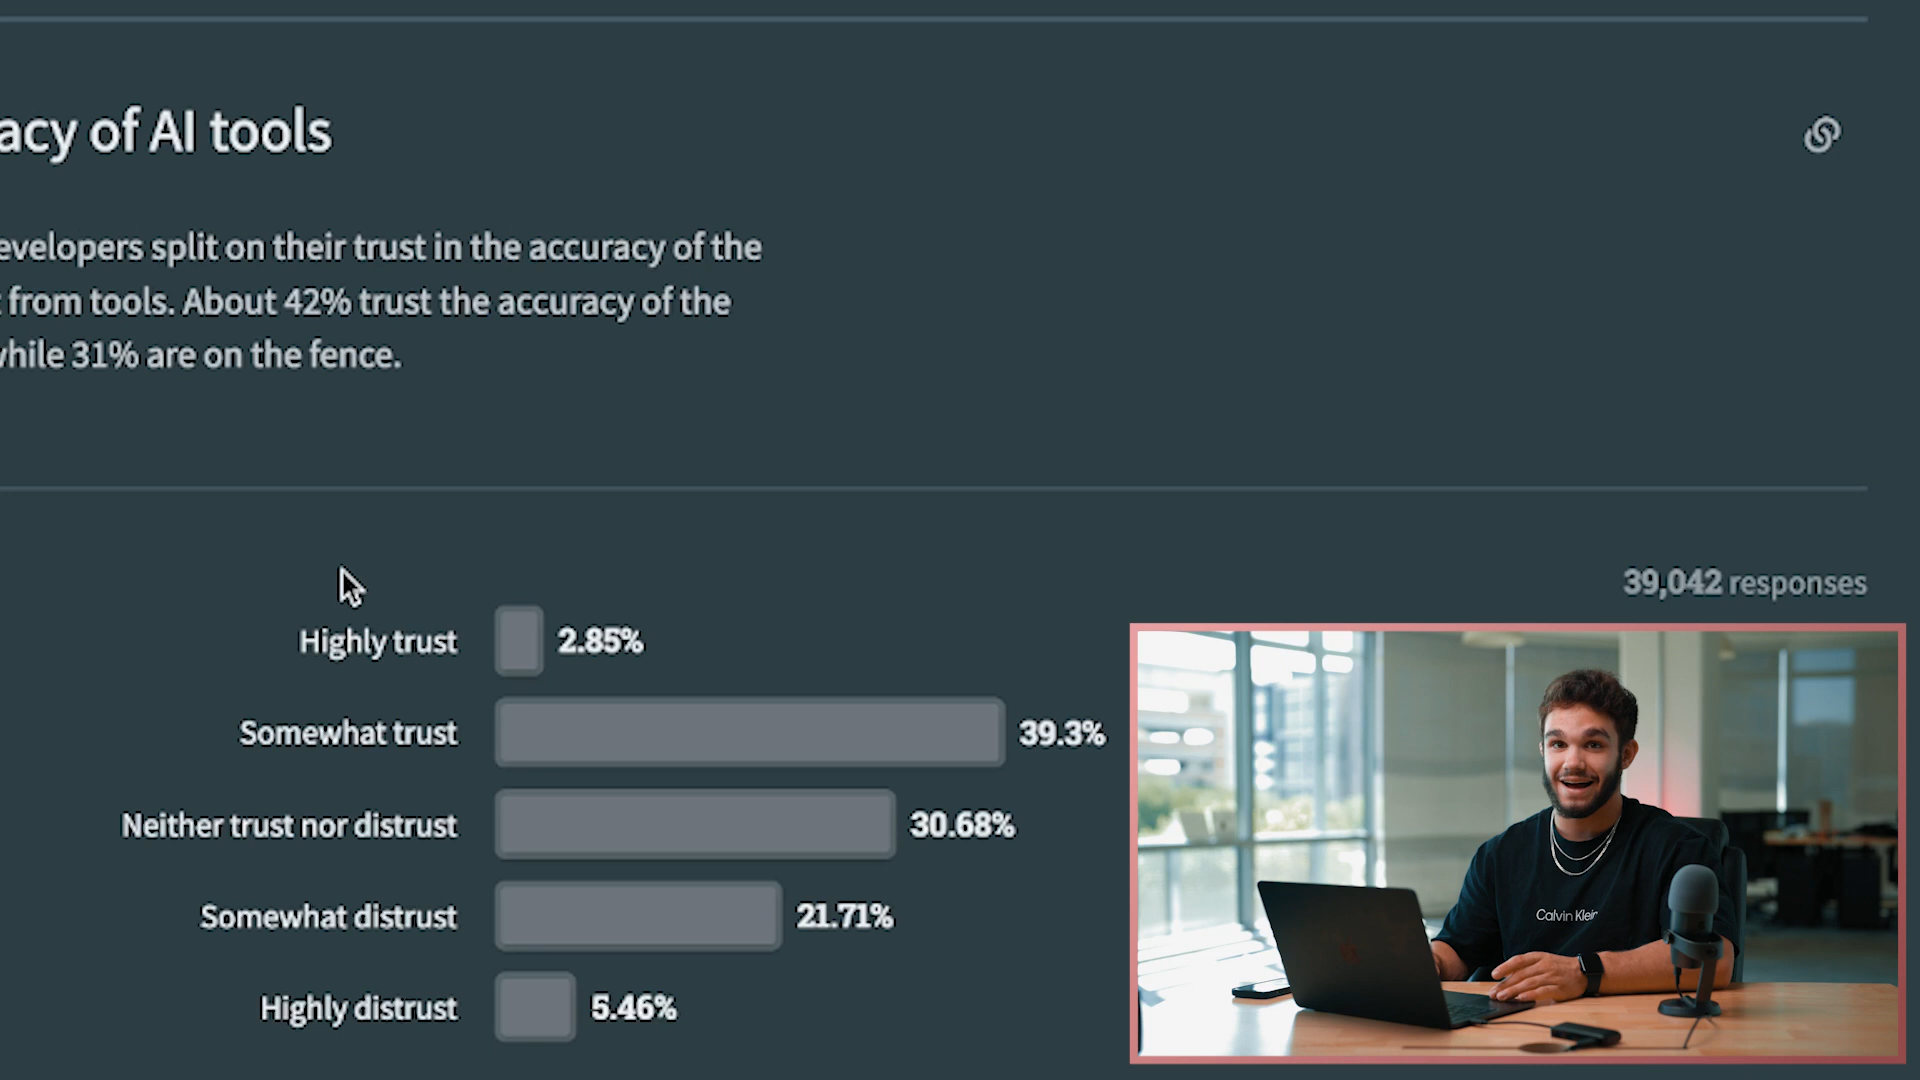 acy of AI tools
evelopers split on their trust in the accuracy of the
from tools. About 42% trust the accuracy of the
while 31% are on the fence.
39,042 responses
Highly trust 2.85%
Somewhat trust 39.3%
Neither trust nor distrust 30.68%
Somewhat distrust 21.71%
Highly distrust 5.46%
Calvin Klein